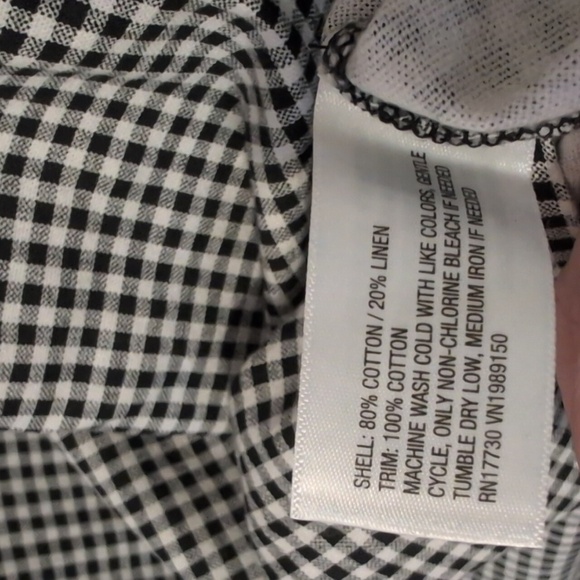 SHELL: 80% COTTON / 20% LINEN
TRIM: 100% COTTON
MACHINE WASH COLD WITH LIKE COLORS, GENTLE
CYCLE, ONLY NON-CHLORINE BLEACH IF NEEDED
TUMBLE DRY LOW, MEDIUM IRON IF NEEDED
RN17730 VN1989150